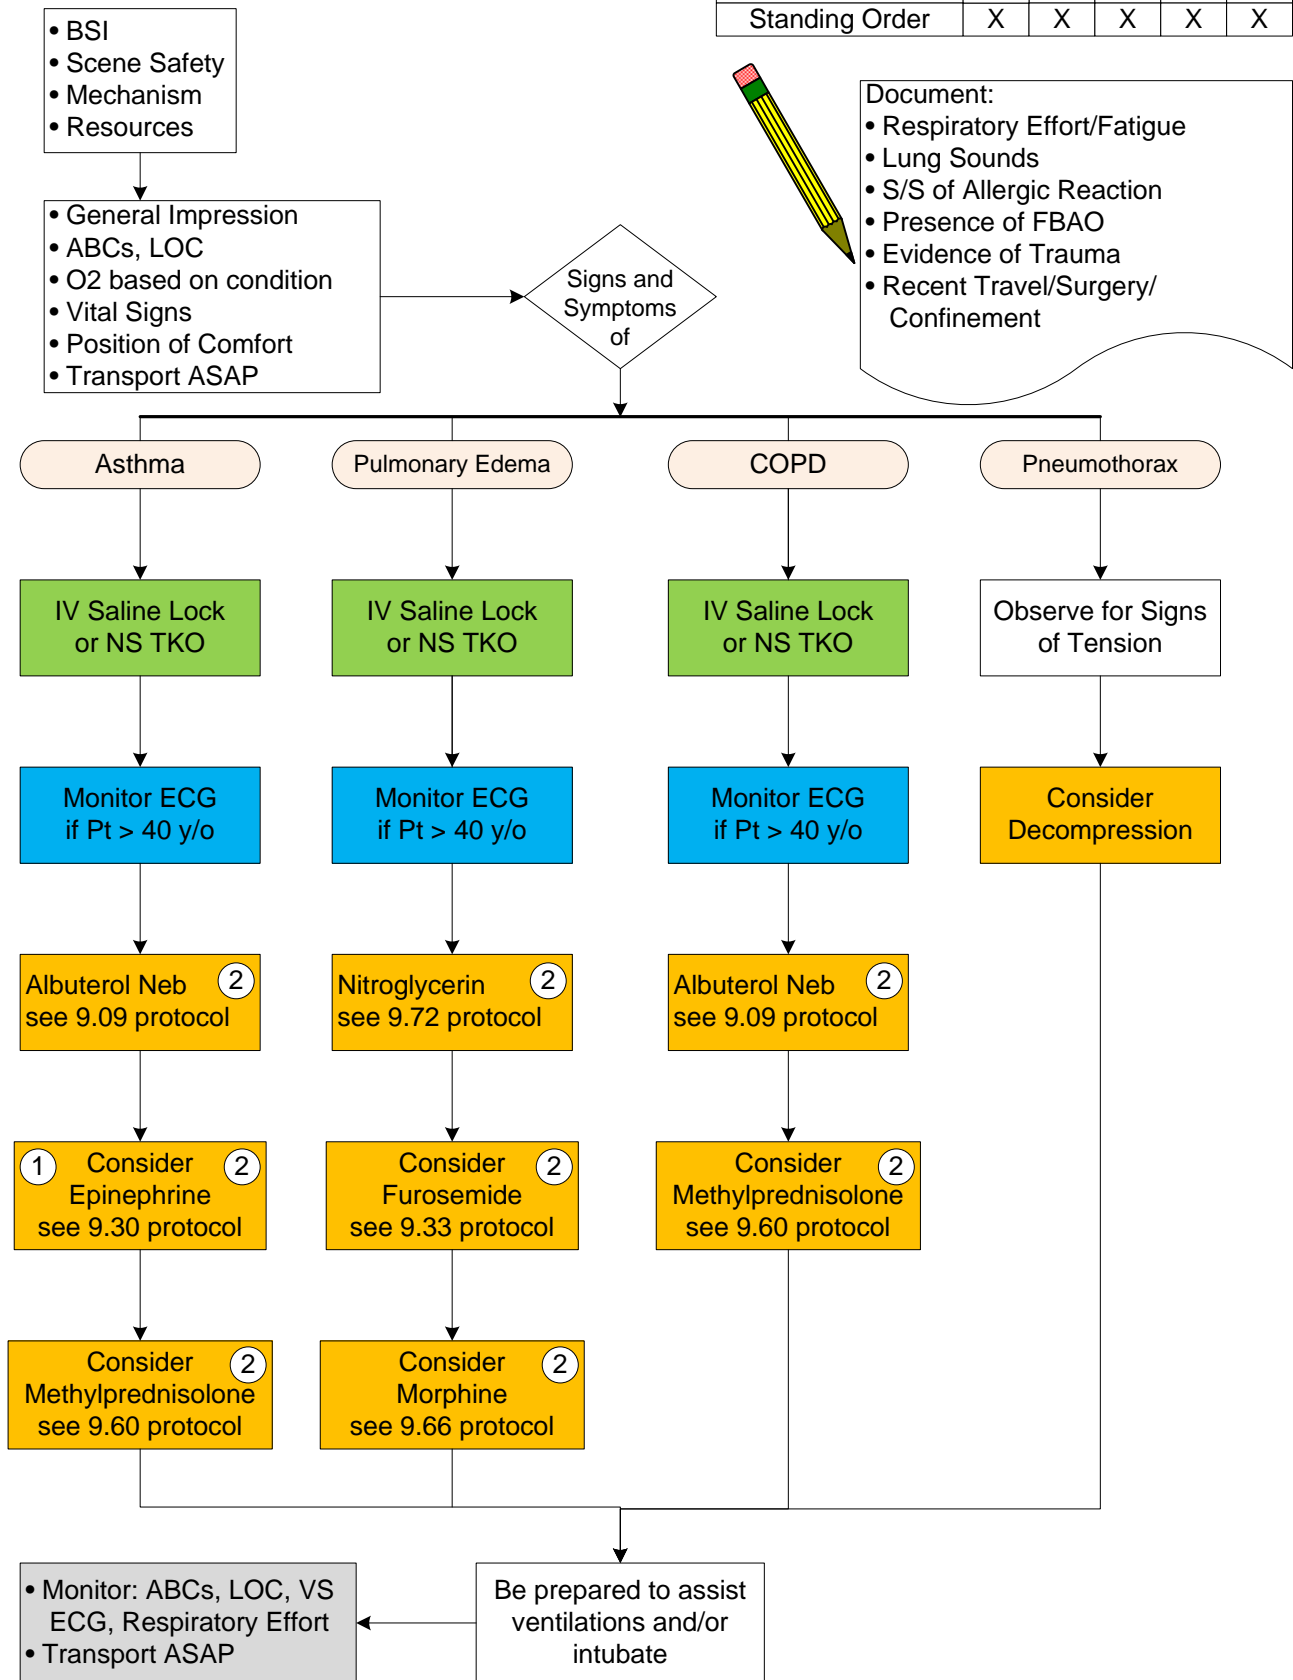 Standing Order X X X X X
• BSI
• Scene Safety
• Mechanism
• Resources
Document:
• Respiratory Effort/Fatigue
• Lung Sounds
• S/S of Allergic Reaction
• Presence of FBAO
• Evidence of Trauma
• Recent Travel/Surgery/
Confinement
• General Impression
• ABCs, LOC
• O2 based on condition
• Vital Signs
• Position of Comfort
• Transport ASAP
Signs and
Symptoms
of
Asthma
IV Saline Lock
or NS TKO
Monitor ECG
if Pt > 40 y/o
Albuterol Neb 2
see 9.09 protocol
1 Consider 2
Epinephrine
see 9.30 protocol
Consider 2
Methylprednisolone
see 9.60 protocol
Pulmonary Edema
IV Saline Lock
or NS TKO
Monitor ECG
if Pt > 40 y/o
Nitroglycerin 2
see 9.72 protocol
Consider 2
Furosemide
see 9.33 protocol
Consider 2
Morphine
see 9.66 protocol
COPD
IV Saline Lock
or NS TKO
Monitor ECG
if Pt > 40 y/o
Albuterol Neb 2
see 9.09 protocol
Consider 2
Methylprednisolone
see 9.60 protocol
Pneumothorax
Observe for Signs
of Tension
Consider
Decompression
Be prepared to assist
ventilations and/or
intubate
• Monitor: ABCs, LOC, VS
ECG, Respiratory Effort
• Transport ASAP